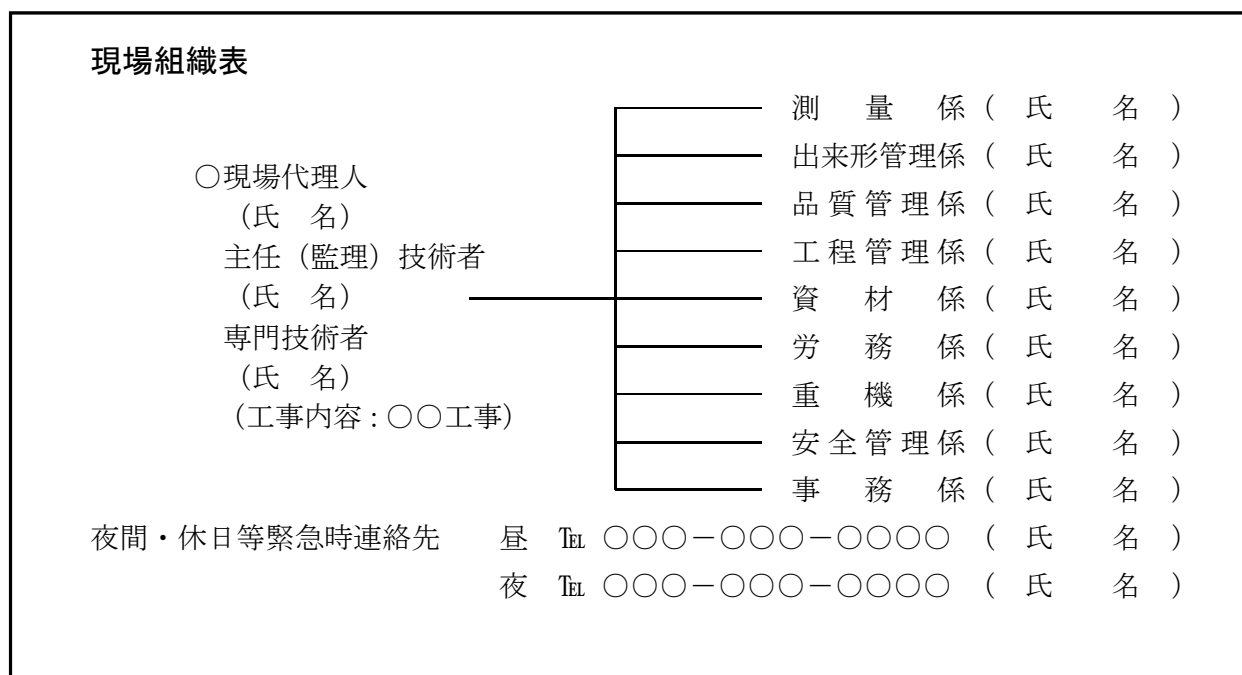 現場組織表
測　量　係（　氏　　名　）
出来形管理係（　氏　　名　）
○現場代理人
（氏　名）
品質管理係（　氏　　名　）
主任（監理）技術者
工程管理係（　氏　　名　）
（氏　名）
資　材　係（　氏　　名　）
専門技術者
労　務　係（　氏　　名　）
（氏　名）
重　機　係（　氏　　名　）
（工事内容：○○工事）
安全管理係（　氏　　名　）
事　務　係（　氏　　名　）
夜間・休日等緊急時連絡先　昼　℡ ○○○－○○○－○○○○　（　氏　　名　）
夜　℡ ○○○－○○○－○○○○　（　氏　　名　）